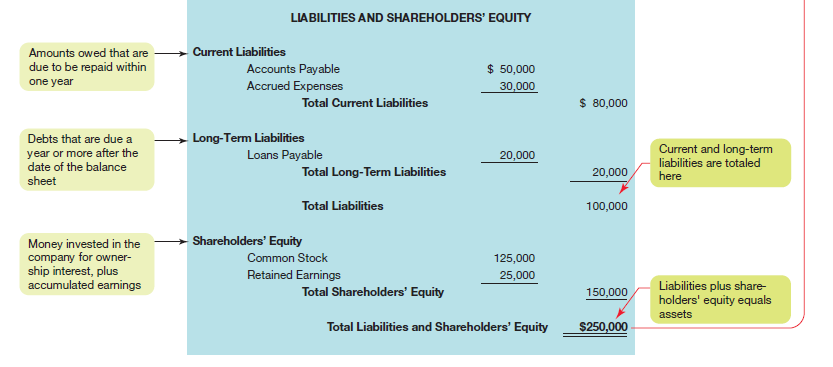 LIABILITIES AND SHAREHOLDERS' EQUITY
Amounts owed that are
due to be repaid within
one year
Current Liabilities
Accounts Payable $ 50,000
Accrued Expenses 30,000
Total Current Liabilities $ 80,000
Debts that are due a
year or more after the
date of the balance
sheet
Long-Term Liabilities
Loans Payable 20,000
Total Long-Term Liabilities 20,000
Current and long-term
liabilities are totaled
here
Total Liabilities 100,000
Money invested in the
company for owner-
ship interest, plus
accumulated earnings
Shareholders' Equity
Common Stock 125,000
Retained Earnings 25,000
Total Shareholders' Equity 150,000
Liabilities plus share-
holders' equity equals
assets
Total Liabilities and Shareholders' Equity $250,000